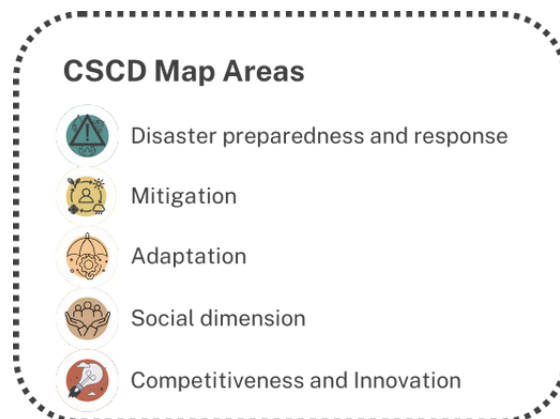 CSCD Map Areas
Disaster preparedness and response
Mitigation
Adaptation
Social dimension
Competitiveness and Innovation